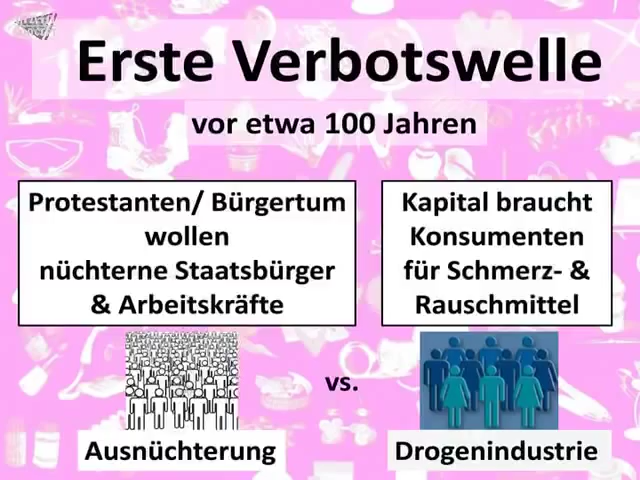 Erste Verbotswelle
vor etwa 100 Jahren
Protestanten/ Bürgertum
wollen
nüchterne Staatsbürger
& Arbeitskräfte
Kapital braucht
Konsumenten
für Schmerz- &
Rauschmittel
vs.
Ausnüchterung
Drogenindustrie